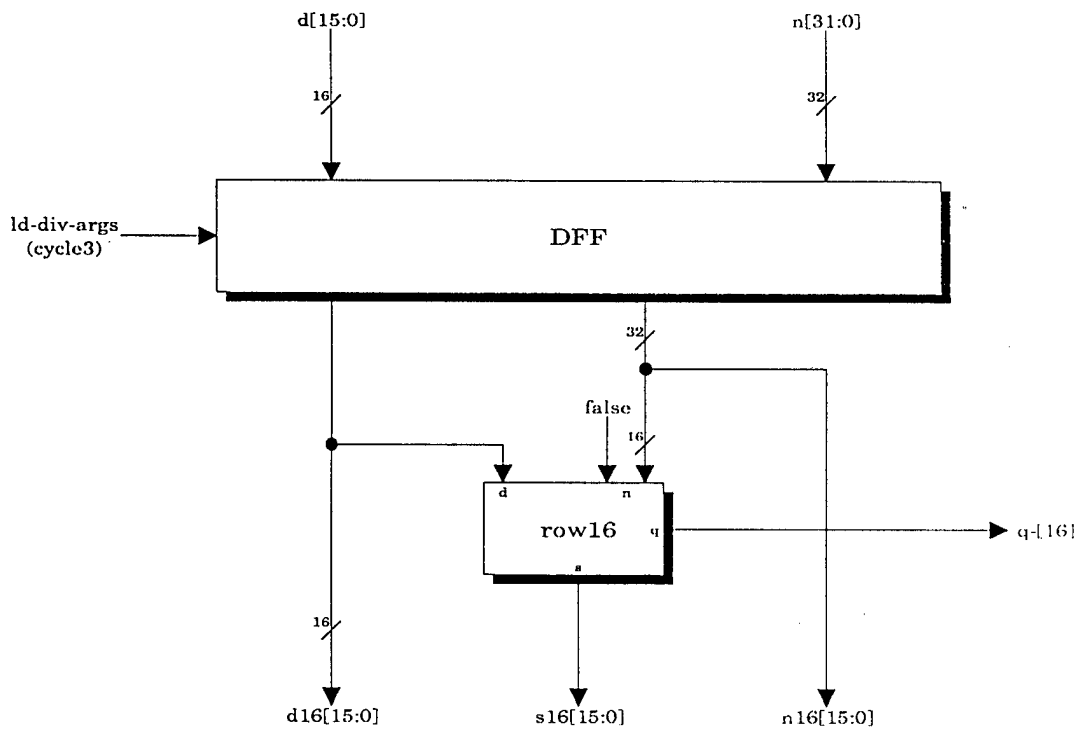 d[15:0]
n[31:0]
16
32
ld-div-args
(cycle3)
DFF
32
false
16
d
n
row16
q
q-[16]
s
16
d16[15:0]
s16[15:0]
n16[15:0]